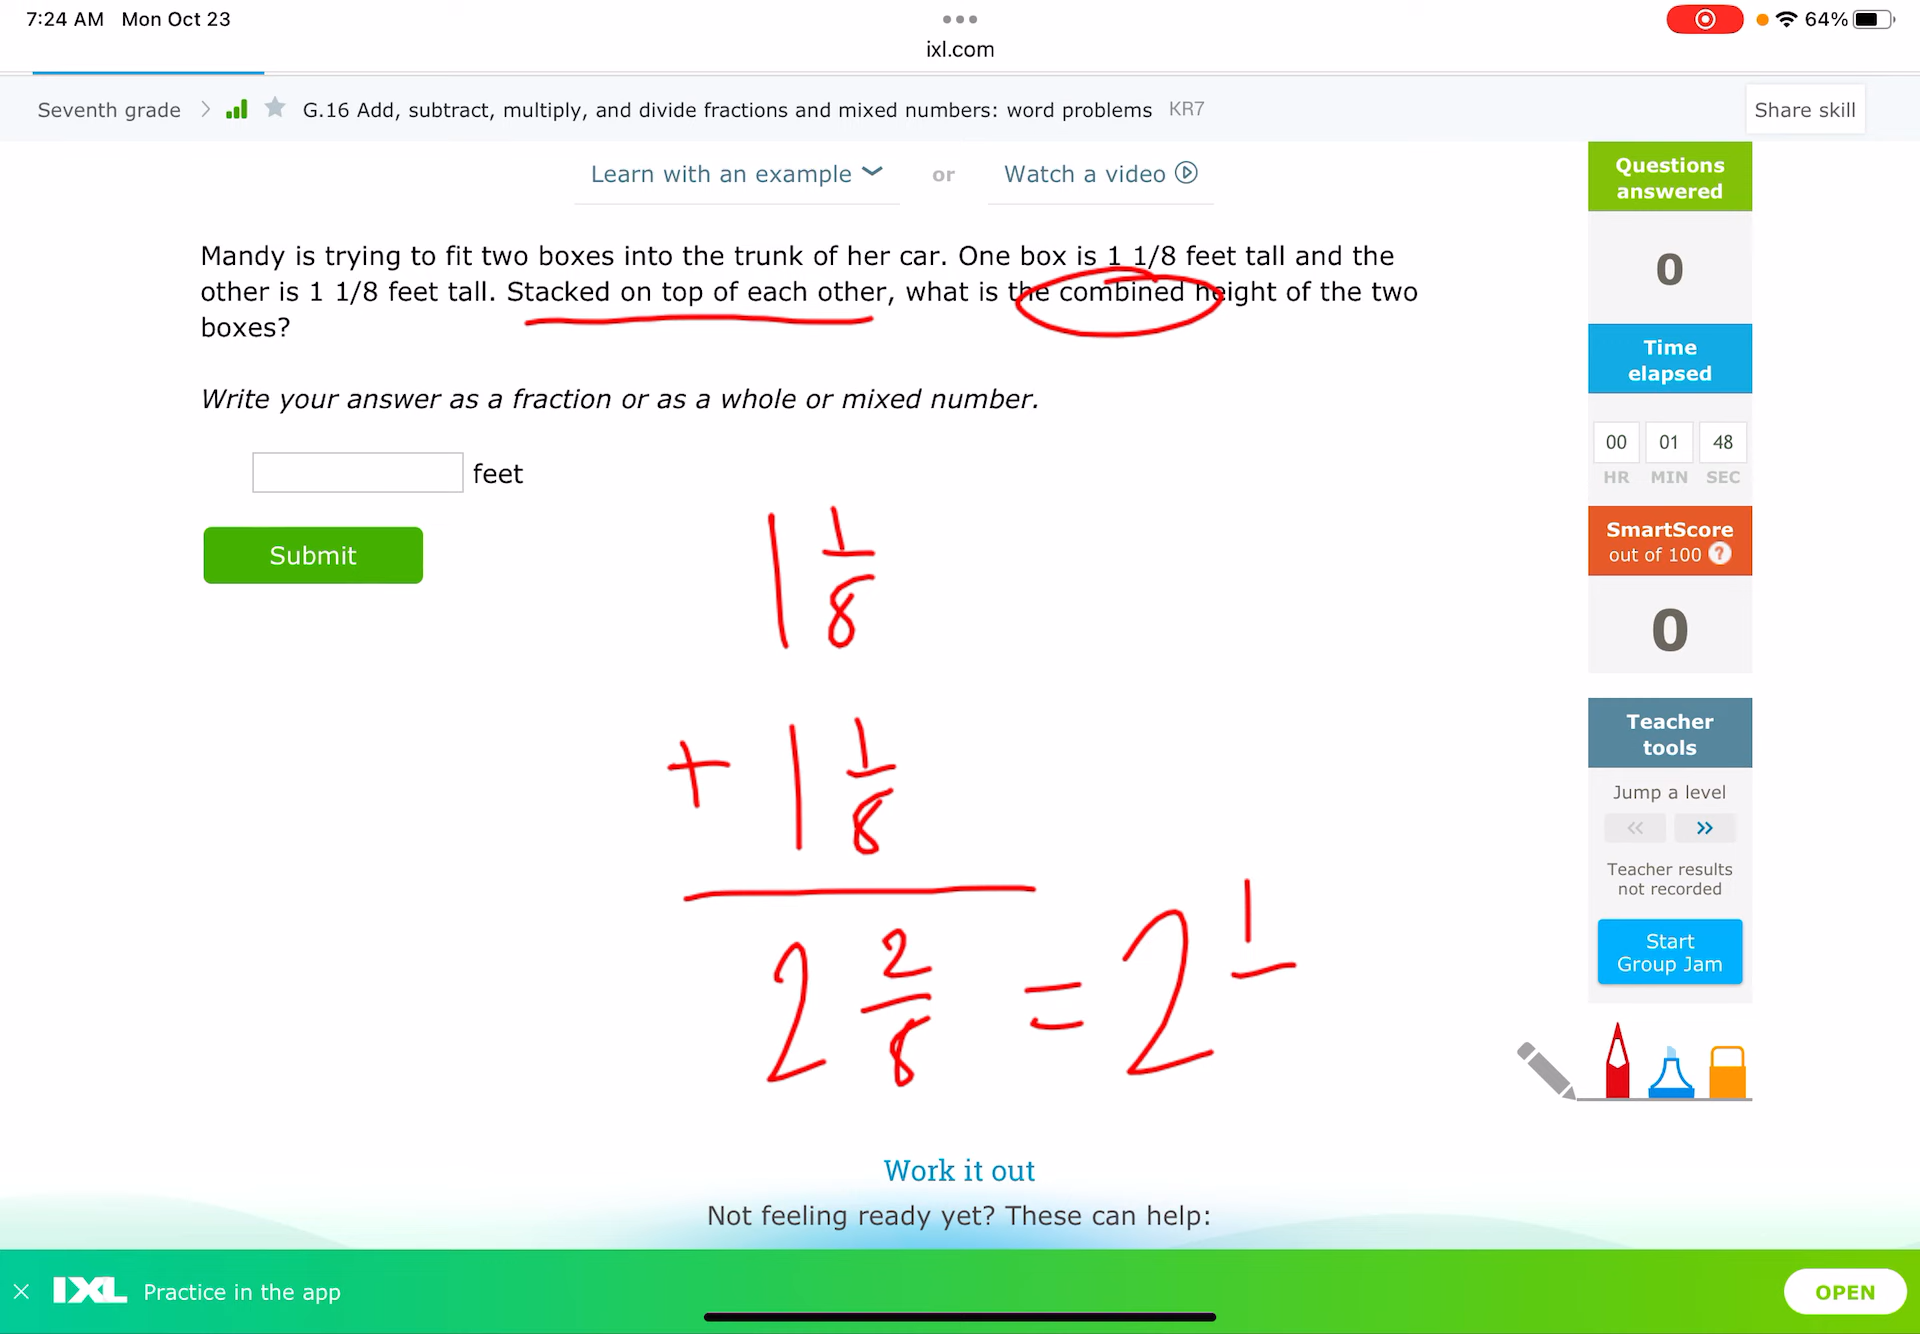 7:24 AM Mon Oct 23
ixl.com
64%
Seventh grade G.16 Add, subtract, multiply, and divide fractions and mixed numbers: word problems KR7
Share skill
Learn with an example or Watch a video
Questions answered
0
Mandy is trying to fit two boxes into the trunk of her car. One box is 1 1/8 feet tall and the
other is 1 1/8 feet tall. Stacked on top of each other, what is the combined height of the two
boxes?
Time elapsed
Write your answer as a fraction or as a whole or mixed number.
00 01 48
HR MIN SEC
feet
Submit
SmartScore
out of 100 ?
0
1 1/8
+ 1 1/8
2 2/8 = 2 1/
Teacher tools
Jump a level
Teacher results
not recorded
Start
Group Jam
Work it out
Not feeling ready yet? These can help:
IXL Practice in the app
OPEN